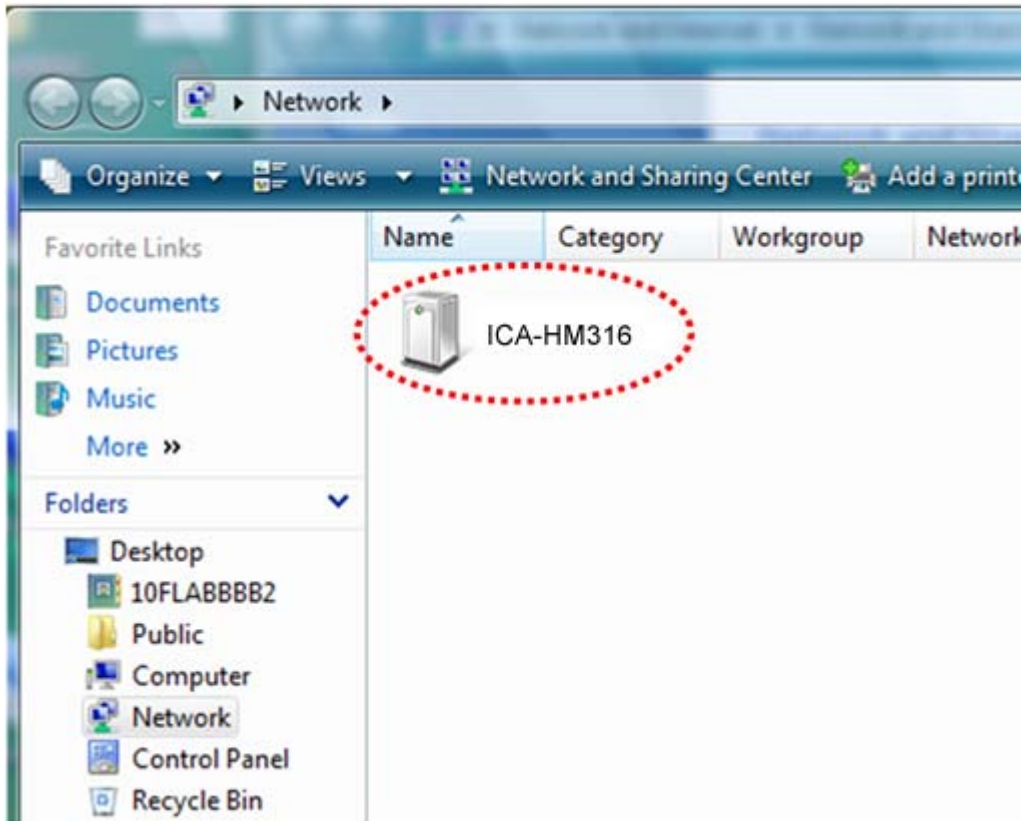 Network
Organize Views Network and Sharing Center Add a printe
Favorite Links
Documents
Pictures
Music
More »
Folders
Desktop
10FLABBBB2
Public
Computer
Network
Control Panel
Recycle Bin
Name Category Workgroup Network
ICA-HM316